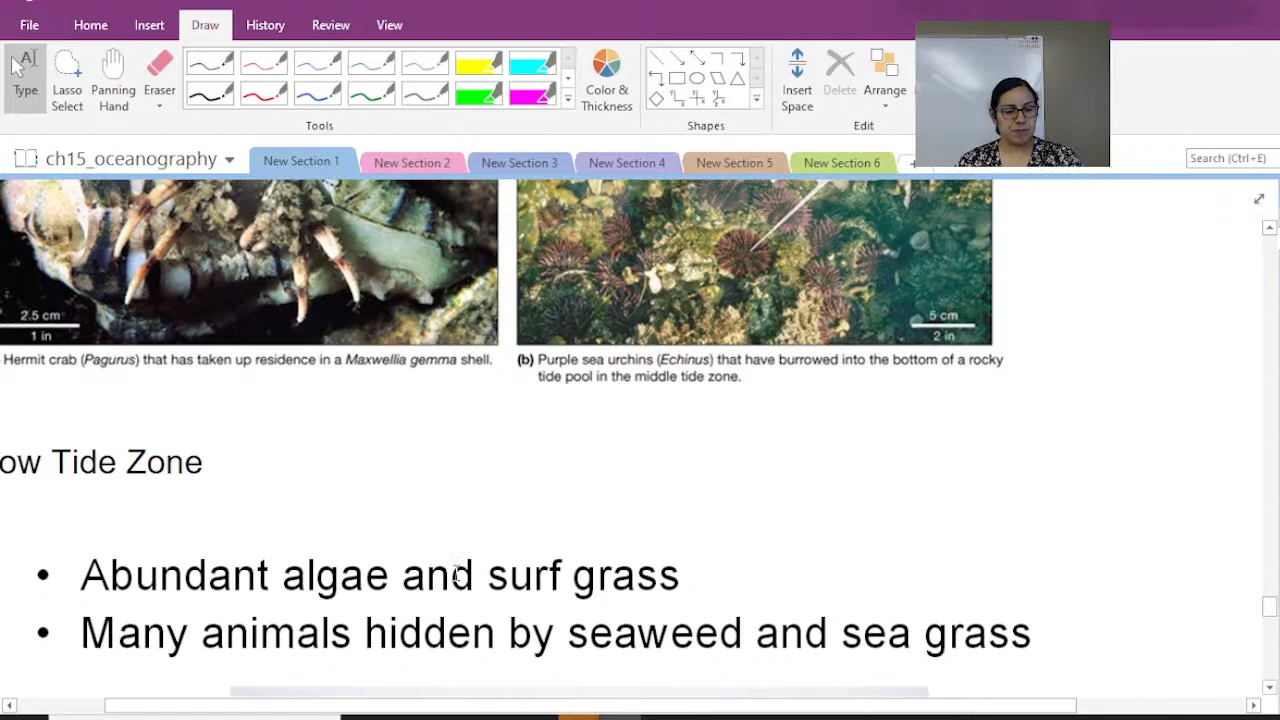 File Home Insert Draw History Review View
Type
Lasso
Select
Panning
Hand
Eraser
Color &
Thickness
Insert
Space
Delete
Arrange
Tools
Shapes
Edit
ch15_oceanography
New Section 1
New Section 2
New Section 3
New Section 4
New Section 5
New Section 6
Search (Ctrl+E)
2.5 cm
1 in
5 cm
2 in
Hermit crab (Pagurus) that has taken up residence in a Maxwellia gemma shell.
(b) Purple sea urchins (Echinus) that have burrowed into the bottom of a rocky
tide pool in the middle tide zone.
ow Tide Zone
• Abundant algae and surf grass
• Many animals hidden by seaweed and sea grass